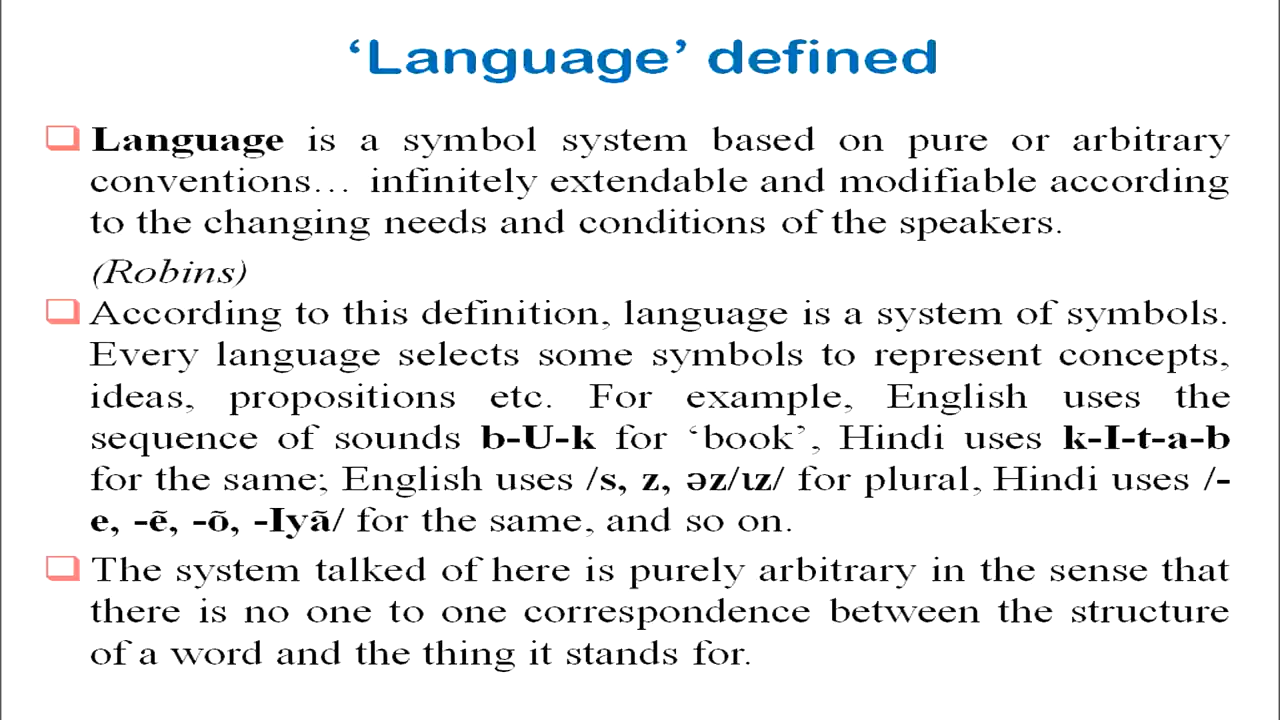 ‘Language’ defined
Language is a symbol system based on pure or arbitrary
conventions… infinitely extendable and modifiable according
to the changing needs and conditions of the speakers.
(Robins)
According to this definition, language is a system of symbols.
Every language selects some symbols to represent concepts,
ideas, propositions etc. For example, English uses the
sequence of sounds b-U-k for ‘book’, Hindi uses k-I-t-a-b
for the same; English uses /s, z, əz/ɩz/ for plural, Hindi uses /-
e, -ẽ, -õ, -Iyã/ for the same, and so on.
The system talked of here is purely arbitrary in the sense that
there is no one to one correspondence between the structure
of a word and the thing it stands for.